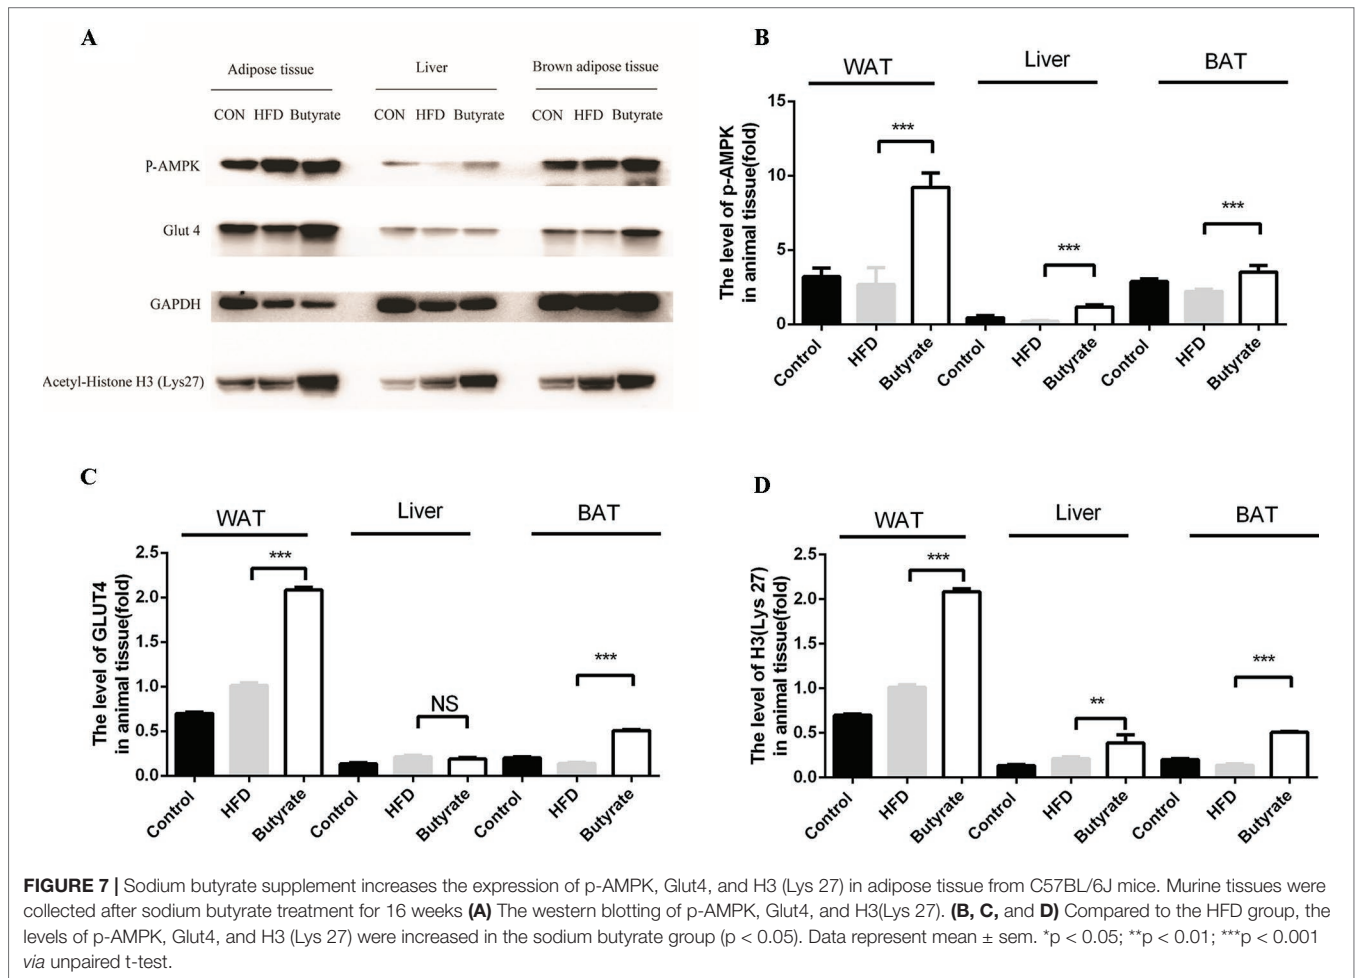 A
Adipose tissue Liver Brown adipose tissue
CON HFD Butyrate CON HFD Butyrate CON HFD Butyrate
P-AMPK
Glut 4
GAPDH
Acetyl-Histone H3 (Lys27)
B
WAT Liver BAT
The level of p-AMPK
in animal tissue(fold)
15
10
5
0
*** *** ***
Control HFD Butyrate Control HFD Butyrate Control HFD Butyrate
C
WAT Liver BAT
The level of GLUT4
in animal tissue(fold)
2.5
2.0
1.5
1.0
0.5
0.0
*** NS ***
Control HFD Butyrate Control HFD Butyrate Control HFD Butyrate
D
WAT Liver BAT
The level of H3(Lys 27)
in animal tissue(fold)
2.5
2.0
1.5
1.0
0.5
0.0
*** ** ***
Control HFD Butyrate Control HFD Butyrate Control HFD Butyrate
FIGURE 7 | Sodium butyrate supplement increases the expression of p-AMPK, Glut4, and H3 (Lys 27) in adipose tissue from C57BL/6J mice. Murine tissues were
collected after sodium butyrate treatment for 16 weeks (A) The western blotting of p-AMPK, Glut4, and H3(Lys 27). (B, C, and D) Compared to the HFD group, the
levels of p-AMPK, Glut4, and H3 (Lys 27) were increased in the sodium butyrate group (p < 0.05). Data represent mean ± sem. *p < 0.05; **p < 0.01; ***p < 0.001
via unpaired t-test.